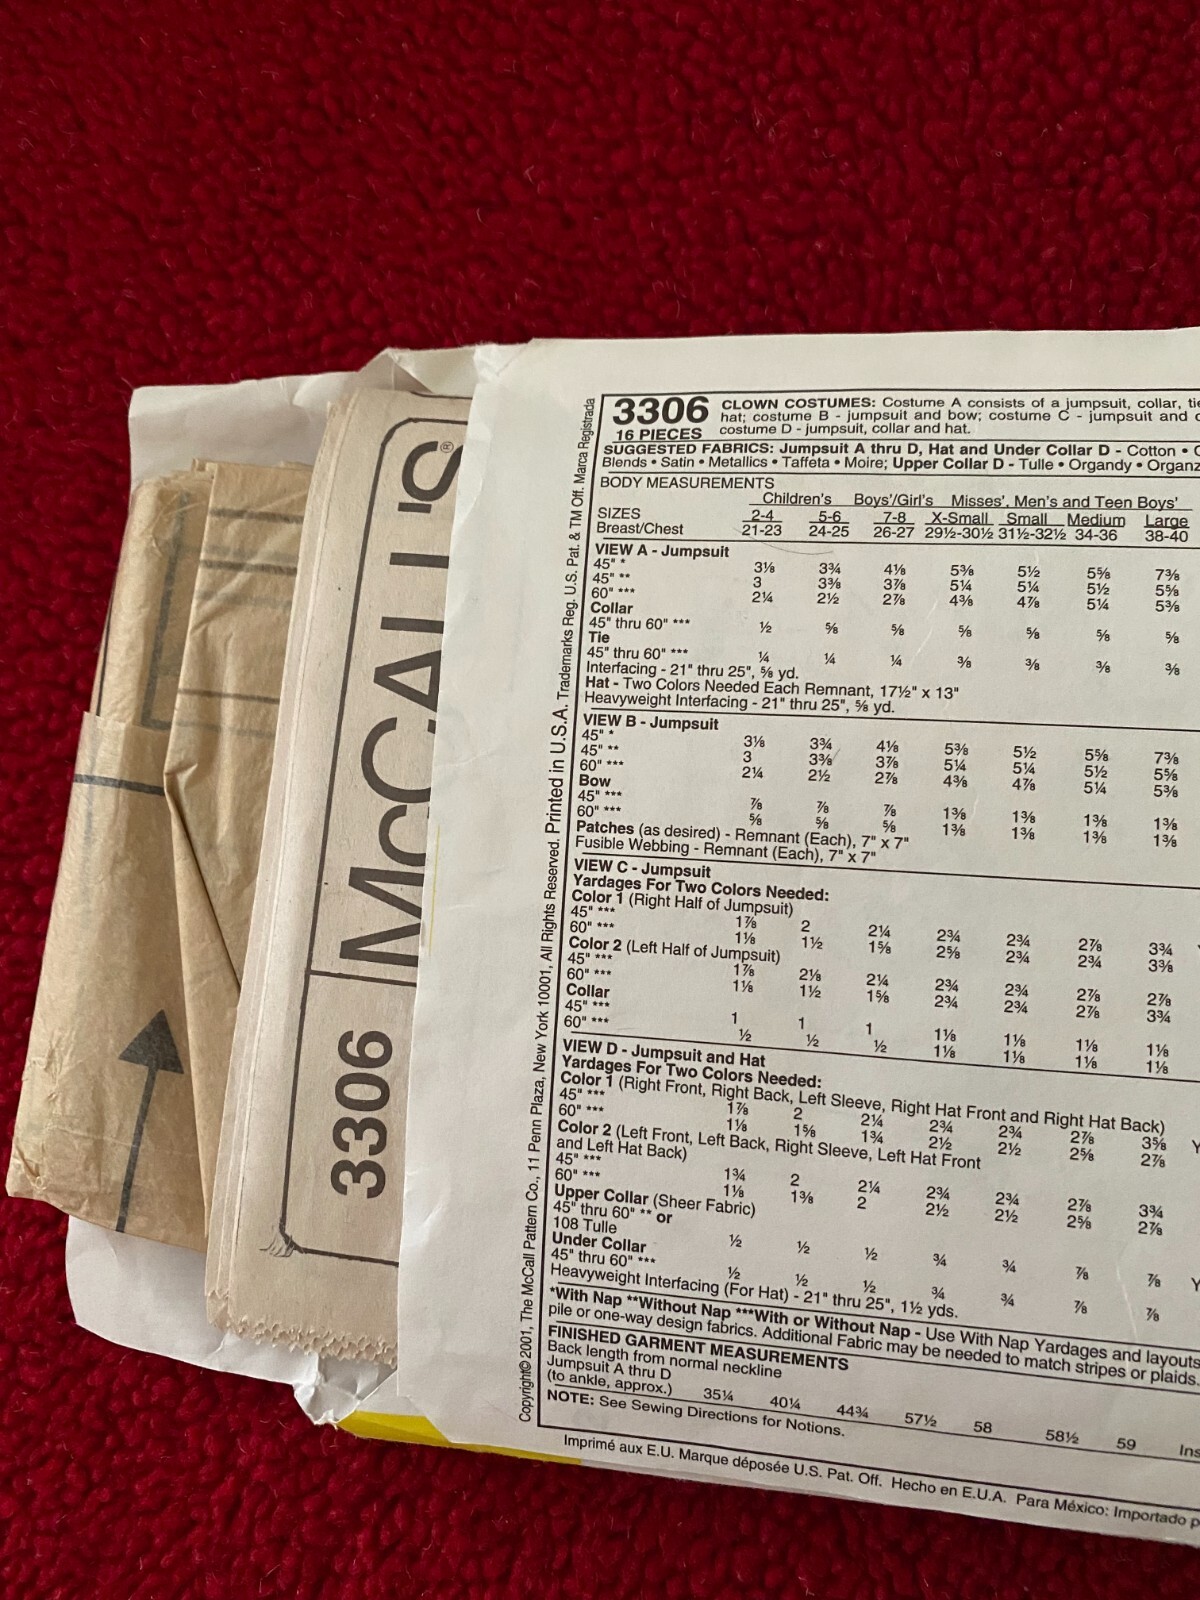 McCALL'S®
3306
Copyright© 2001, The McCall Pattern Co., 11 Penn Plaza, New York 10001, All Rights Reserved. Printed in U.S.A. Trademarks Reg. U.S. Pat. & TM Off. Marca Registrada
3306 CLOWN COSTUMES: Costume A consists of a jumpsuit, collar, tie
hat; costume B - jumpsuit and bow; costume C - jumpsuit and
16 PIECES costume D - jumpsuit, collar and hat.
SUGGESTED FABRICS: Jumpsuit A thru D, Hat and Under Collar D - Cotton •
Blends • Satin • Metallics • Taffeta • Moire; Upper Collar D - Tulle • Organdy • Organz
BODY MEASUREMENTS
Children's Boys'/Girl's Misses', Men's and Teen Boys'
SIZES 2-4 5-6 7-8 X-Small Small Medium Large
Breast/Chest 21-23 24-25 26-27 29½-30½ 31½-32½ 34-36 38-40
VIEW A - Jumpsuit
45" * 3⅛ 3¾ 4⅛ 5⅜ 5½ 5⅝ 7⅜
45" ** 3 3⅜ 3⅞ 5¼ 5¼ 5½ 5⅝
60" *** 2¼ 2½ 2⅞ 4⅜ 4⅞ 5¼ 5⅜
Collar
45" thru 60" *** ½ ⅝ ⅝ ⅝ ⅝ ⅝ ⅝
Tie
45" thru 60" *** ¼ ¼ ¼ ⅜ ⅜ ⅜ ⅜
Interfacing - 21" thru 25", ⅝ yd.
Hat - Two Colors Needed Each Remnant, 17½" x 13"
Heavyweight Interfacing - 21" thru 25", ⅝ yd.
VIEW B - Jumpsuit
45" * 3⅛ 3¾ 4⅛ 5⅜ 5½ 5⅝ 7⅜
45" ** 3 3⅜ 3⅞ 5¼ 5¼ 5½ 5⅝
60" *** 2¼ 2½ 2⅞ 4⅜ 4⅞ 5¼ 5⅜
Bow
45" *** ⅞ ⅞ ⅞ 1⅜ 1⅜ 1⅜ 1⅜
60" *** ⅝ ⅝ ⅝ 1⅜ 1⅜ 1⅜ 1⅜
Patches (as desired) - Remnant (Each), 7" x 7"
Fusible Webbing - Remnant (Each), 7" x 7"
VIEW C - Jumpsuit
Yardages For Two Colors Needed:
Color 1 (Right Half of Jumpsuit)
45" *** 1⅞ 2 2¼ 2¾ 2¾ 2⅞ 3¾
60" *** 1⅛ 1½ 1⅝ 2⅝ 2¾ 2¾ 3⅜
Color 2 (Left Half of Jumpsuit)
45" *** 1⅞ 2⅛ 2¼ 2¾ 2¾ 2⅞ 2⅞
60" *** 1⅛ 1½ 1⅝ 2¾ 2¾ 2⅞ 3¾
Collar
45" *** 1 1 1 1⅛ 1⅛ 1⅛ 1⅛
60" *** ½ ½ ½ 1⅛ 1⅛ 1⅛ 1⅛
VIEW D - Jumpsuit and Hat
Yardages For Two Colors Needed:
Color 1 (Right Front, Right Back, Left Sleeve, Right Hat Front and Right Hat Back)
45" *** 1⅞ 2 2¼ 2¾ 2¾ 2⅞ 3⅝
60" *** 1⅛ 1⅝ 1¾ 2½ 2½ 2⅝ 2⅞
Color 2 (Left Front, Left Back, Right Sleeve, Left Hat Front
and Left Hat Back)
45" *** 1¾ 2 2¼ 2¾ 2¾ 2⅞ 3¾
60" *** 1⅛ 1⅜ 2 2½ 2½ 2⅝ 2⅞
Upper Collar (Sheer Fabric)
45" thru 60" ** or
108 Tulle ½ ½ ½ ¾ ¾ ⅞ ⅞
Under Collar
45" thru 60" *** ½ ½ ½ ¾ ¾ ⅞ ⅞
Heavyweight Interfacing (For Hat) - 21" thru 25", 1½ yds.
*With Nap **Without Nap ***With or Without Nap - Use With Nap Yardages and layouts
pile or one-way design fabrics. Additional Fabric may be needed to match stripes or plaids.
FINISHED GARMENT MEASUREMENTS
Back length from normal neckline
Jumpsuit A thru D
(to ankle, approx.) 35¼ 40¼ 44¾ 57½ 58 58½ 59 Ins
NOTE: See Sewing Directions for Notions.
Imprimé aux E.U. Marque déposée U.S. Pat. Off. Hecho en E.U.A. Para México: Importado p